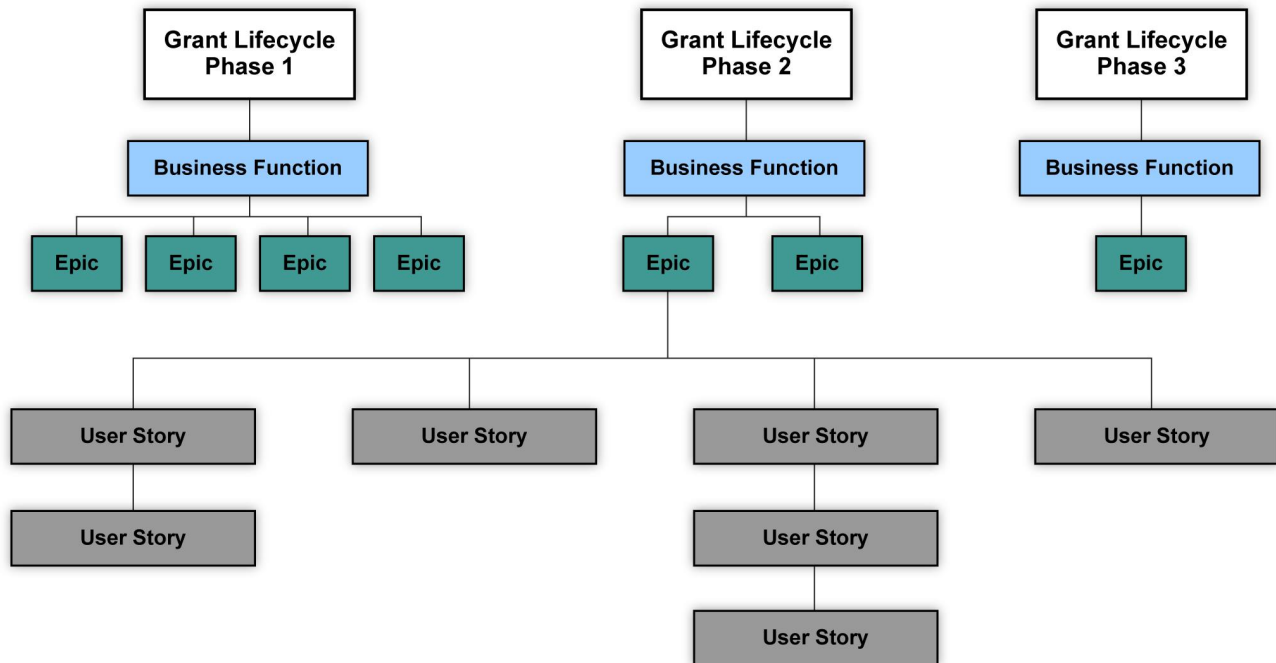 Grant Lifecycle
Phase 1
Grant Lifecycle
Phase 2
Grant Lifecycle
Phase 3
Business Function
Business Function
Business Function
Epic
Epic
Epic
Epic
Epic
Epic
Epic
User Story
User Story
User Story
User Story
User Story
User Story
User Story